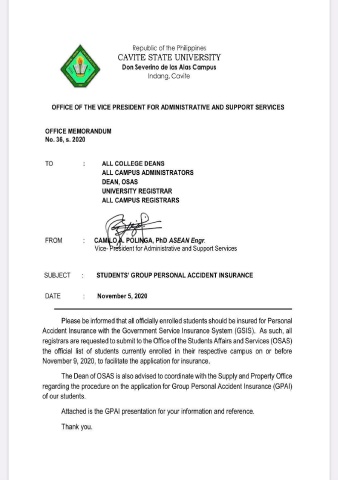 Republic of the Philippines
CAVITE STATE UNIVERSITY
Don Severino de las Alas Campus
Indang, Cavite
OFFICE OF THE VICE PRESIDENT FOR ADMINISTRATIVE AND SUPPORT SERVICES
OFFICE MEMORANDUM
No. 36, s. 2020
TO : ALL COLLEGE DEANS
ALL CAMPUS ADMINISTRATORS
DEAN, OSAS
UNIVERSITY REGISTRAR
ALL CAMPUS REGISTRARS
FROM : CAMILO A. POLINGA, PhD ASEAN Engr.
Vice- President for Administrative and Support Services
SUBJECT : STUDENTS' GROUP PERSONAL ACCIDENT INSURANCE
DATE : November 5, 2020
Please be informed that all officially enrolled students should be insured for Personal
Accident Insurance with the Government Service Insurance System (GSIS). As such, all
registrars are requested to submit to the Office of the Students Affairs and Services (OSAS)
the official list of students currently enrolled in their respective campus on or before
November 9, 2020, to facilitate the application for insurance.
The Dean of OSAS is also advised to coordinate with the Supply and Property Office
regarding the procedure on the application for Group Personal Accident Insurance (GPAI)
of our students.
Attached is the GPAI presentation for your information and reference.
Thank you.